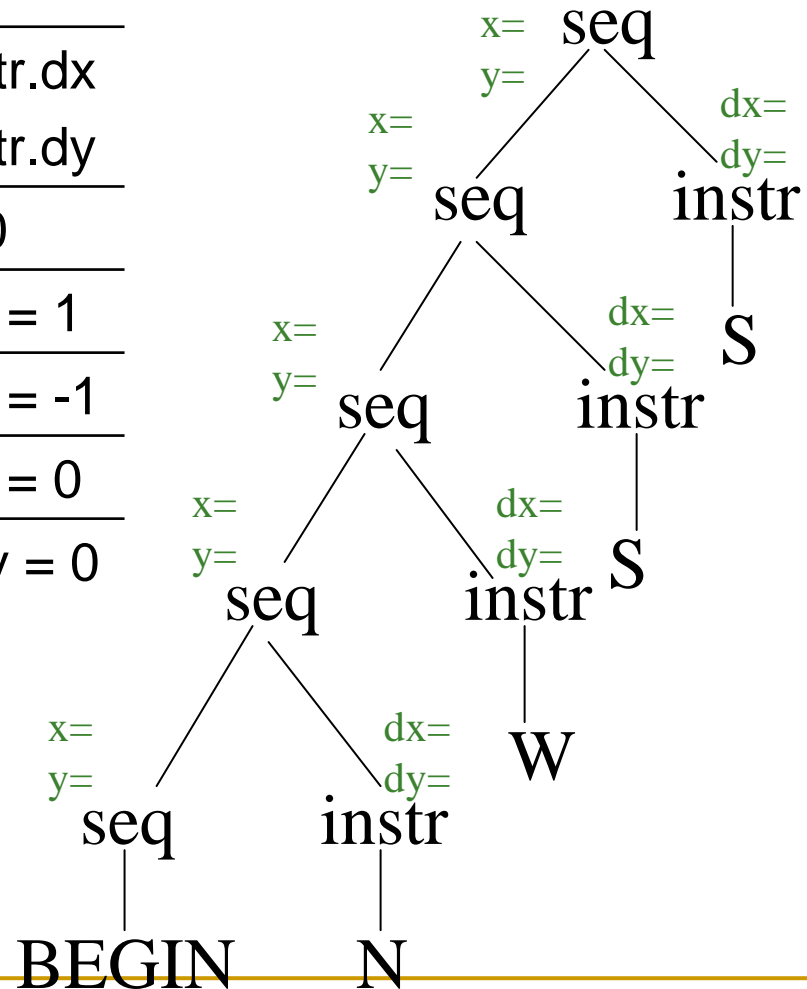 tr.dx
tr.dy
0
= 1
= -1
= 0
y = 0
x= seq
y=
dx=
x=
dy=
y=
seq instr
S
dx=
x=
dy=
y=
seq instr
S
x= dx=
y= dy=
seq instr
W
x= dx=
y= dy=
seq instr
BEGIN N